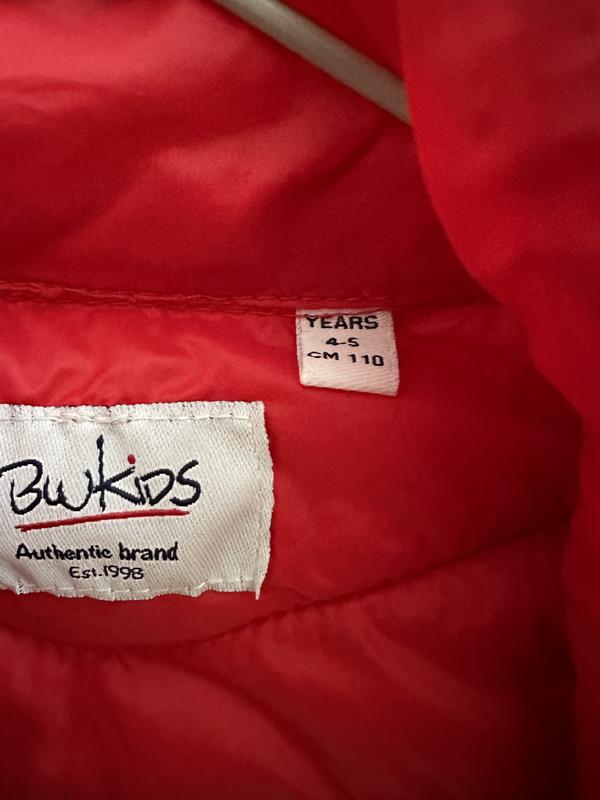 YEARS
4-5
CM 110
BWKIDS
Authentic brand
Est.1998